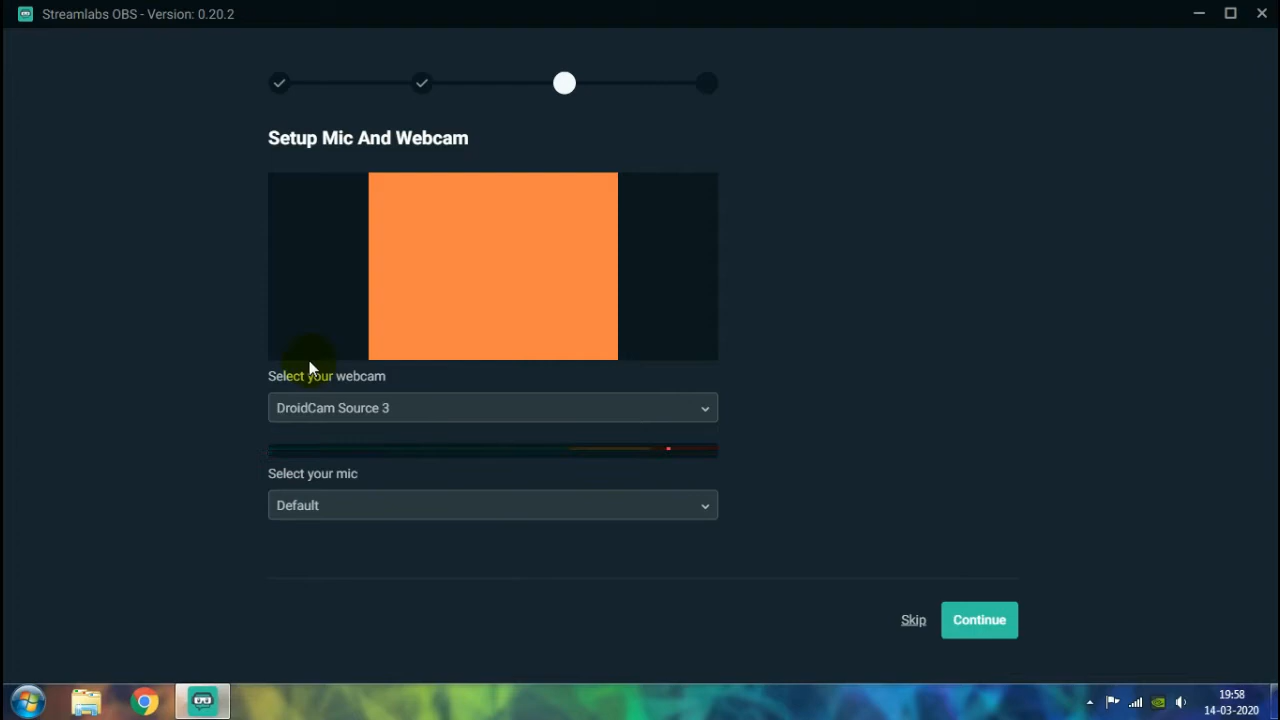 Streamlabs OBS - Version: 0.20.2
Setup Mic And Webcam
Select your webcam
DroidCam Source 3
Select your mic
Default
Skip
Continue
19:58
14-03-2020